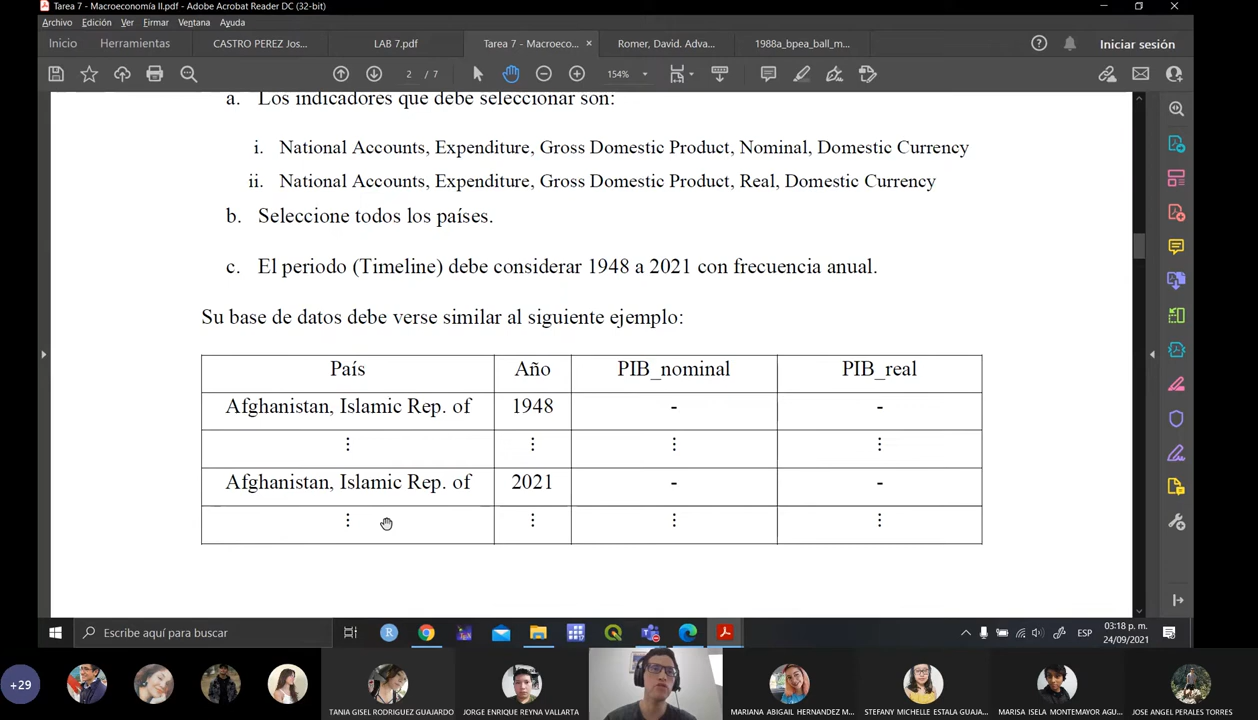 Tarea 7 - Macroeconomía II.pdf - Adobe Acrobat Reader DC (32-bit)
Archivo Edición Ver Firmar Ventana Ayuda
Inicio Herramientas CASTRO PEREZ Jos... LAB 7.pdf Tarea 7 - Macroeco... × Romer, David. Adva... 1988a_bpea_ball_m... Iniciar sesión
2 / 7 154%
a. Los indicadores que debe seleccionar son:
i. National Accounts, Expenditure, Gross Domestic Product, Nominal, Domestic Currency
ii. National Accounts, Expenditure, Gross Domestic Product, Real, Domestic Currency
b. Seleccione todos los países.
c. El periodo (Timeline) debe considerar 1948 a 2021 con frecuencia anual.
Su base de datos debe verse similar al siguiente ejemplo:
País Año PIB_nominal PIB_real
Afghanistan, Islamic Rep. of 1948 - -
⋮ ⋮ ⋮ ⋮
Afghanistan, Islamic Rep. of 2021 - -
⋮ ⋮ ⋮ ⋮
Escribe aquí para buscar
ESP
03:18 p. m.
24/09/2021
+29
TANIA GISEL RODRIGUEZ GUAJARDO
JORGE ENRIQUE REYNA VALLARTA
MARIANA ABIGAIL HERNANDEZ M...
STEFANY MICHELLE ESTALA GUAJA...
MARISA ISELA MONTEMAYOR AGU...
JOSE ANGEL PERALES TORRES